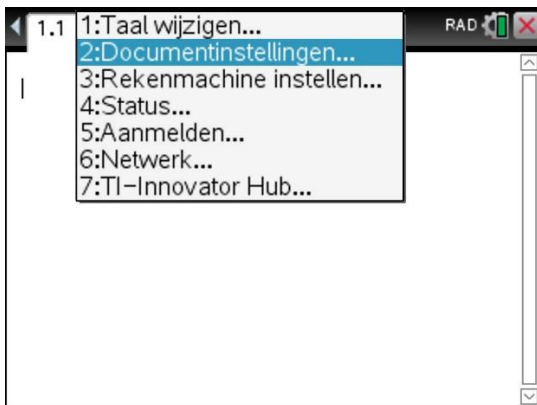 1.1
RAD
1:Taal wijzigen...
2:Documentinstellingen...
3:Rekenmachine instellen...
4:Status...
5:Aanmelden...
6:Netwerk...
7:TI-Innovator Hub...